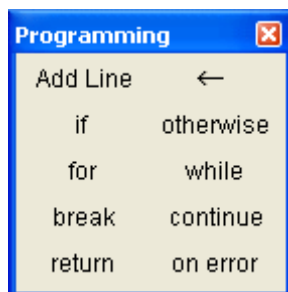 Programming
Add Line ←
if otherwise
for while
break continue
return on error